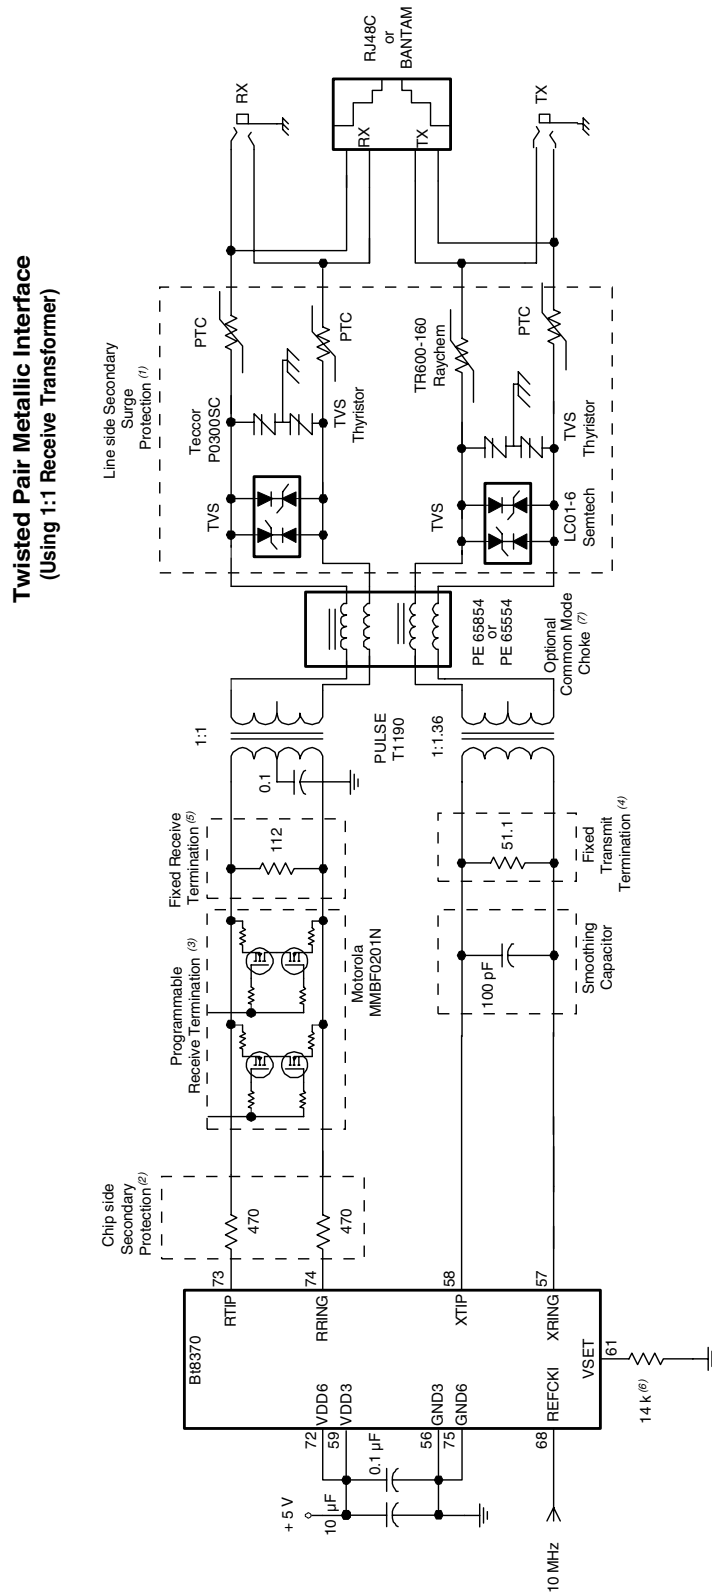 Twisted Pair Metallic Interface
(Using 1:1 Receive Transformer)
Chip side
Secondary
Protection (2)
Programmable
Receive Termination (3)
Fixed Receive
Termination (5)
Line side Secondary
Surge
Protection (1)
Bt8370
RTIP
73
470
RRING
74
470
Motorola
MMBF0201N
112
0.1
1:1
PULSE
T1190
TVS
Teccor
P0300SC
PTC
TVS
Thyristor
PTC
RX
RJ48C
or
BANTAM
RX
TX
TX
VDD6
72
VDD3
59
GND3
56
GND6
75
REFCKI
68
10 MHz
+ 5 V
10 µF
0.1 µF
XTIP
58
XRING
57
VSET
61
14 k (6)
100 pF
Smoothing
Capacitor
51.1
Fixed
Transmit
Termination (4)
1:1.36
PE 65854
or
PE 65554
Optional
Common Mode
Choke (7)
TVS
LC01-6
Semtech
TR600-160
Raychem
TVS
Thyristor
PTC